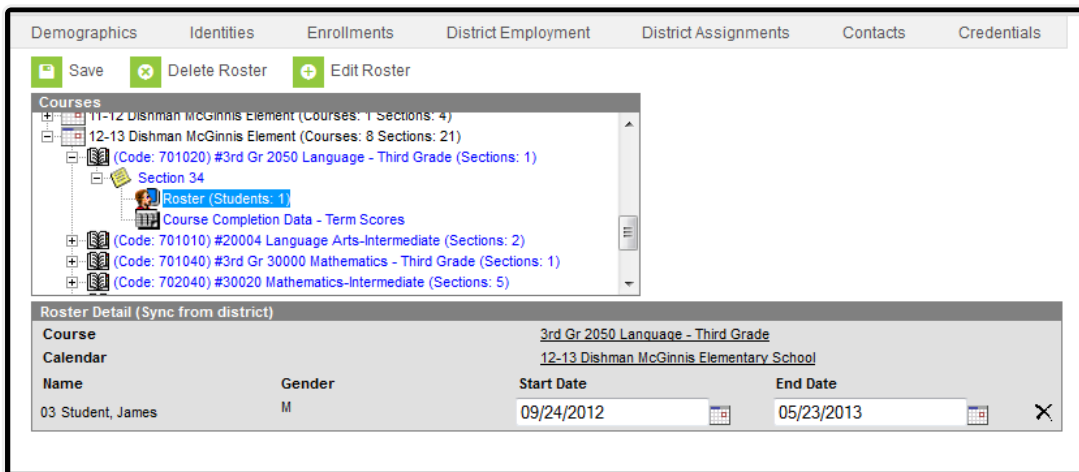 Demographics Identities Enrollments District Employment District Assignments Contacts Credentials
Save Delete Roster Edit Roster
Courses
11-12 Dishman McGinnis Element (Courses: 1 Sections: 4)
12-13 Dishman McGinnis Element (Courses: 8 Sections: 21)
(Code: 701020) #3rd Gr 2050 Language - Third Grade (Sections: 1)
Section 34
Roster (Students: 1)
Course Completion Data - Term Scores
(Code: 701010) #20004 Language Arts-Intermediate (Sections: 2)
(Code: 701040) #3rd Gr 30000 Mathematics - Third Grade (Sections: 1)
(Code: 702040) #30020 Mathematics-Intermediate (Sections: 5)
Roster Detail (Sync from district)
Course 3rd Gr 2050 Language - Third Grade
Calendar 12-13 Dishman McGinnis Elementary School
Name Gender Start Date End Date
03 Student, James M 09/24/2012 05/23/2013